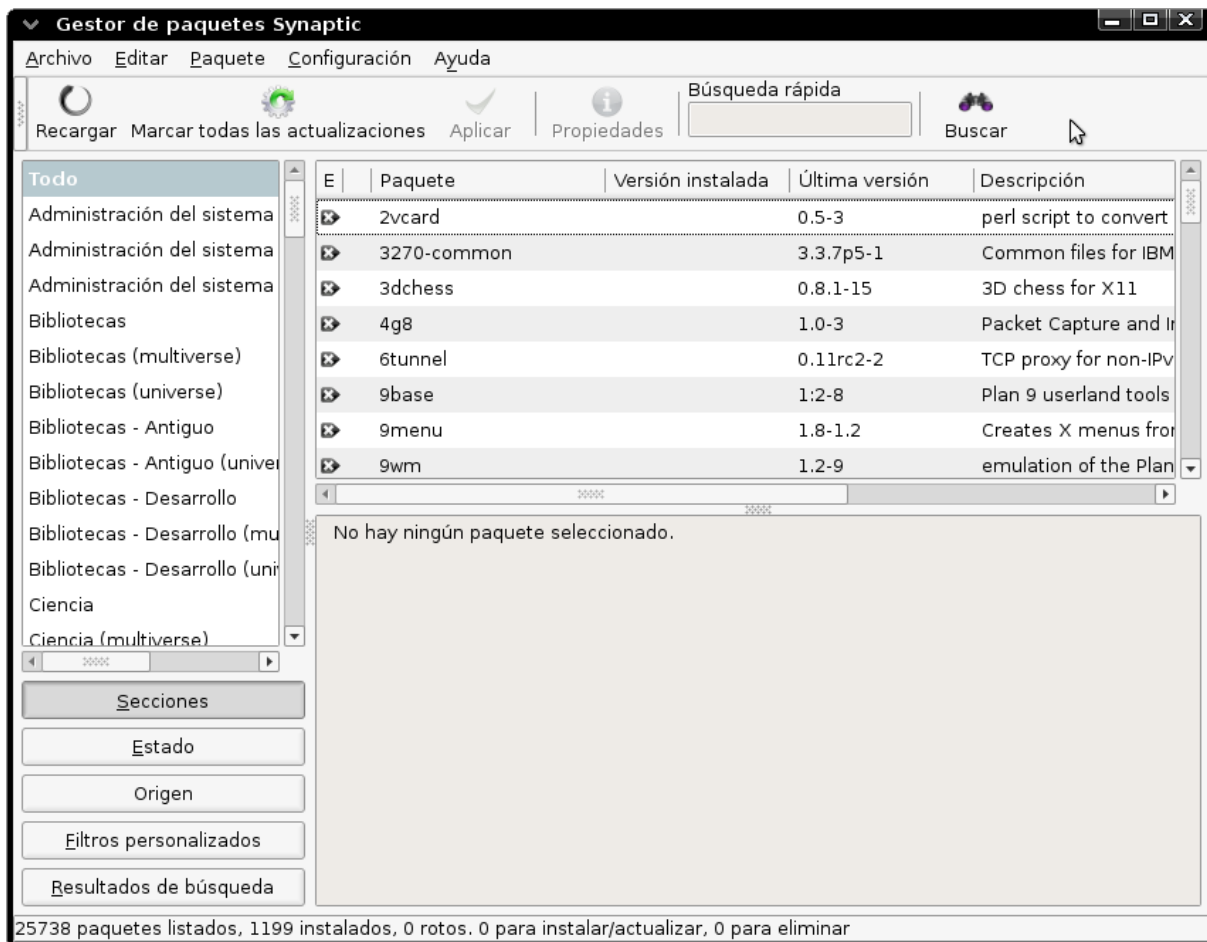 Gestor de paquetes Synaptic
Archivo Editar Paquete Configuración Ayuda
Recargar Marcar todas las actualizaciones Aplicar Propiedades Búsqueda rápida Buscar
Todo
Administración del sistema
Administración del sistema
Administración del sistema
Bibliotecas
Bibliotecas (multiverse)
Bibliotecas (universe)
Bibliotecas - Antiguo
Bibliotecas - Antiguo (univer
Bibliotecas - Desarrollo
Bibliotecas - Desarrollo (mu
Bibliotecas - Desarrollo (uni
Ciencia
Ciencia (multiverse)
Secciones
Estado
Origen
Filtros personalizados
Resultados de búsqueda
E Paquete Versión instalada Última versión Descripción
2vcard 0.5-3 perl script to convert
3270-common 3.3.7p5-1 Common files for IBM
3dchess 0.8.1-15 3D chess for X11
4g8 1.0-3 Packet Capture and
6tunnel 0.11rc2-2 TCP proxy for non-IPv
9base 1:2-8 Plan 9 userland tools
9menu 1.8-1.2 Creates X menus from
9wm 1.2-9 emulation of the Plan
No hay ningún paquete seleccionado.
25738 paquetes listados, 1199 instalados, 0 rotos. 0 para instalar/actualizar, 0 para eliminar